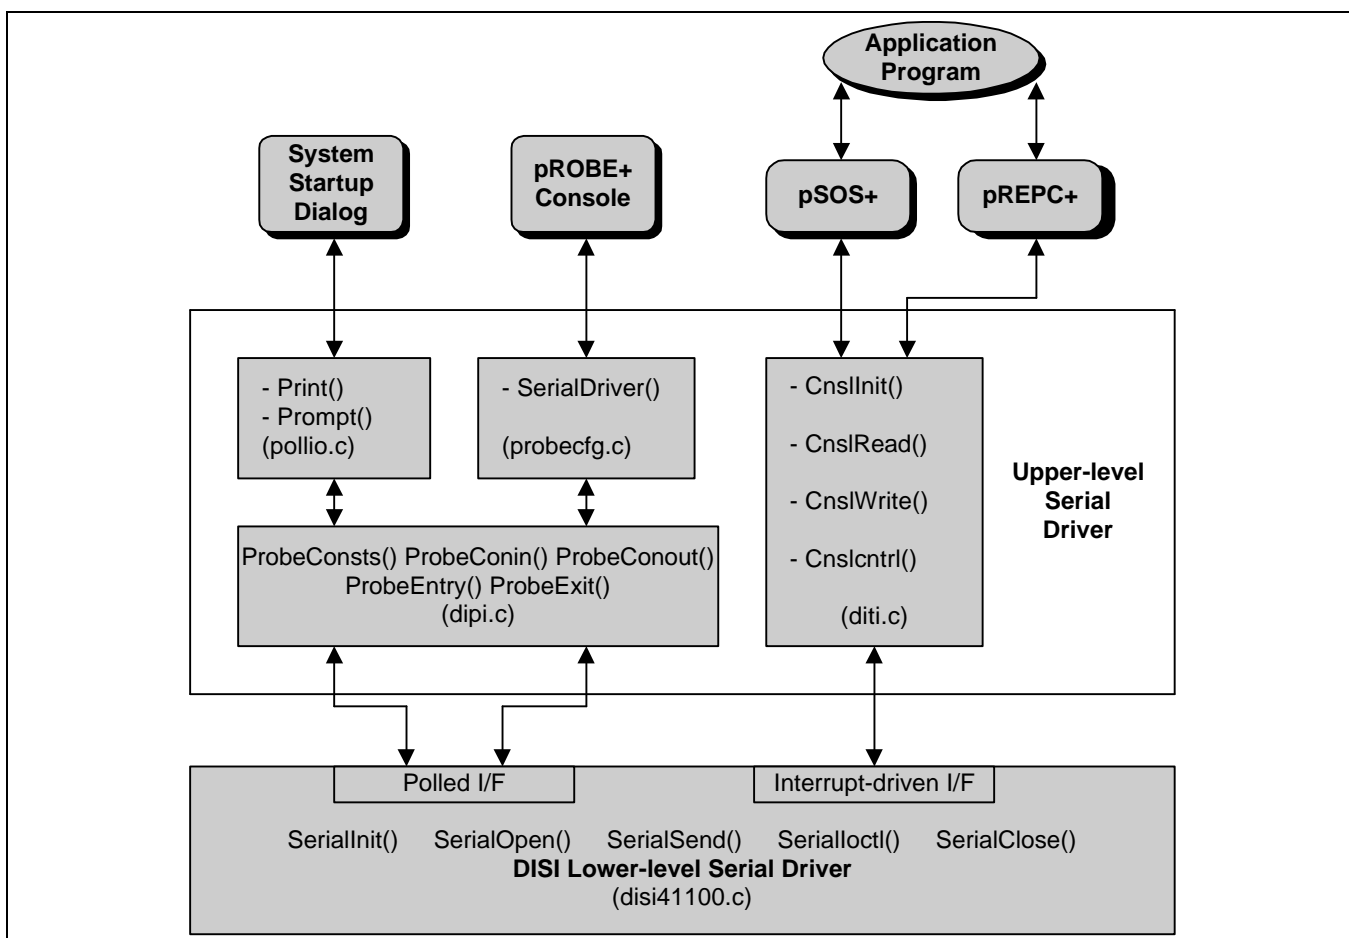 Application
Program
System
Startup
Dialog
pROBE+
Console
pSOS+
pREPC+
- Print()
- Prompt()
(pollio.c)
- SerialDriver()
(probecfg.c)
- CnslInit()
- CnslRead()
- CnslWrite()
- Cnslcntrl()
(diti.c)
Upper-level
Serial
Driver
ProbeConsts() ProbeConin() ProbeConout()
ProbeEntry() ProbeExit()
(dipi.c)
Polled I/F
Interrupt-driven I/F
SerialInit() SerialOpen() SerialSend() SerialIoctl() SerialClose()
DISI Lower-level Serial Driver
(disi41100.c)